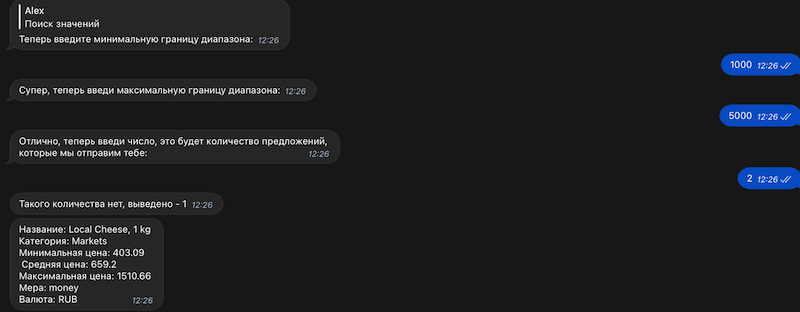 Alex
Поиск значений
Теперь введите минимальную границу диапазона: 12:26
1000 12:26
Супер, теперь введи максимальную границу диапазона: 12:26
5000 12:26
Отлично, теперь введи число, это будет количество предложений,
которые мы отправим тебе: 12:26
2 12:26
Такого количества нет, выведено - 1 12:26
Название: Local Cheese, 1 kg
Категория: Markets
Минимальная цена: 403.09
Средняя цена: 659.2
Максимальная цена: 1510.66
Мера: money
Валюта: RUB 12:26